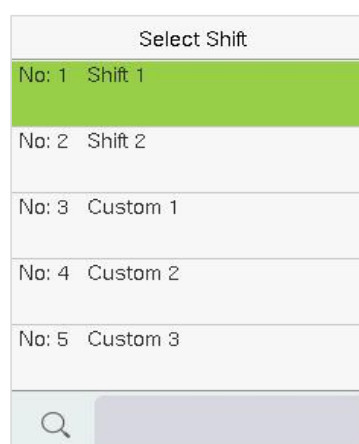 Select Shift
No: 1 Shift 1
No: 2 Shift 2
No: 3 Custom 1
No: 4 Custom 2
No: 5 Custom 3